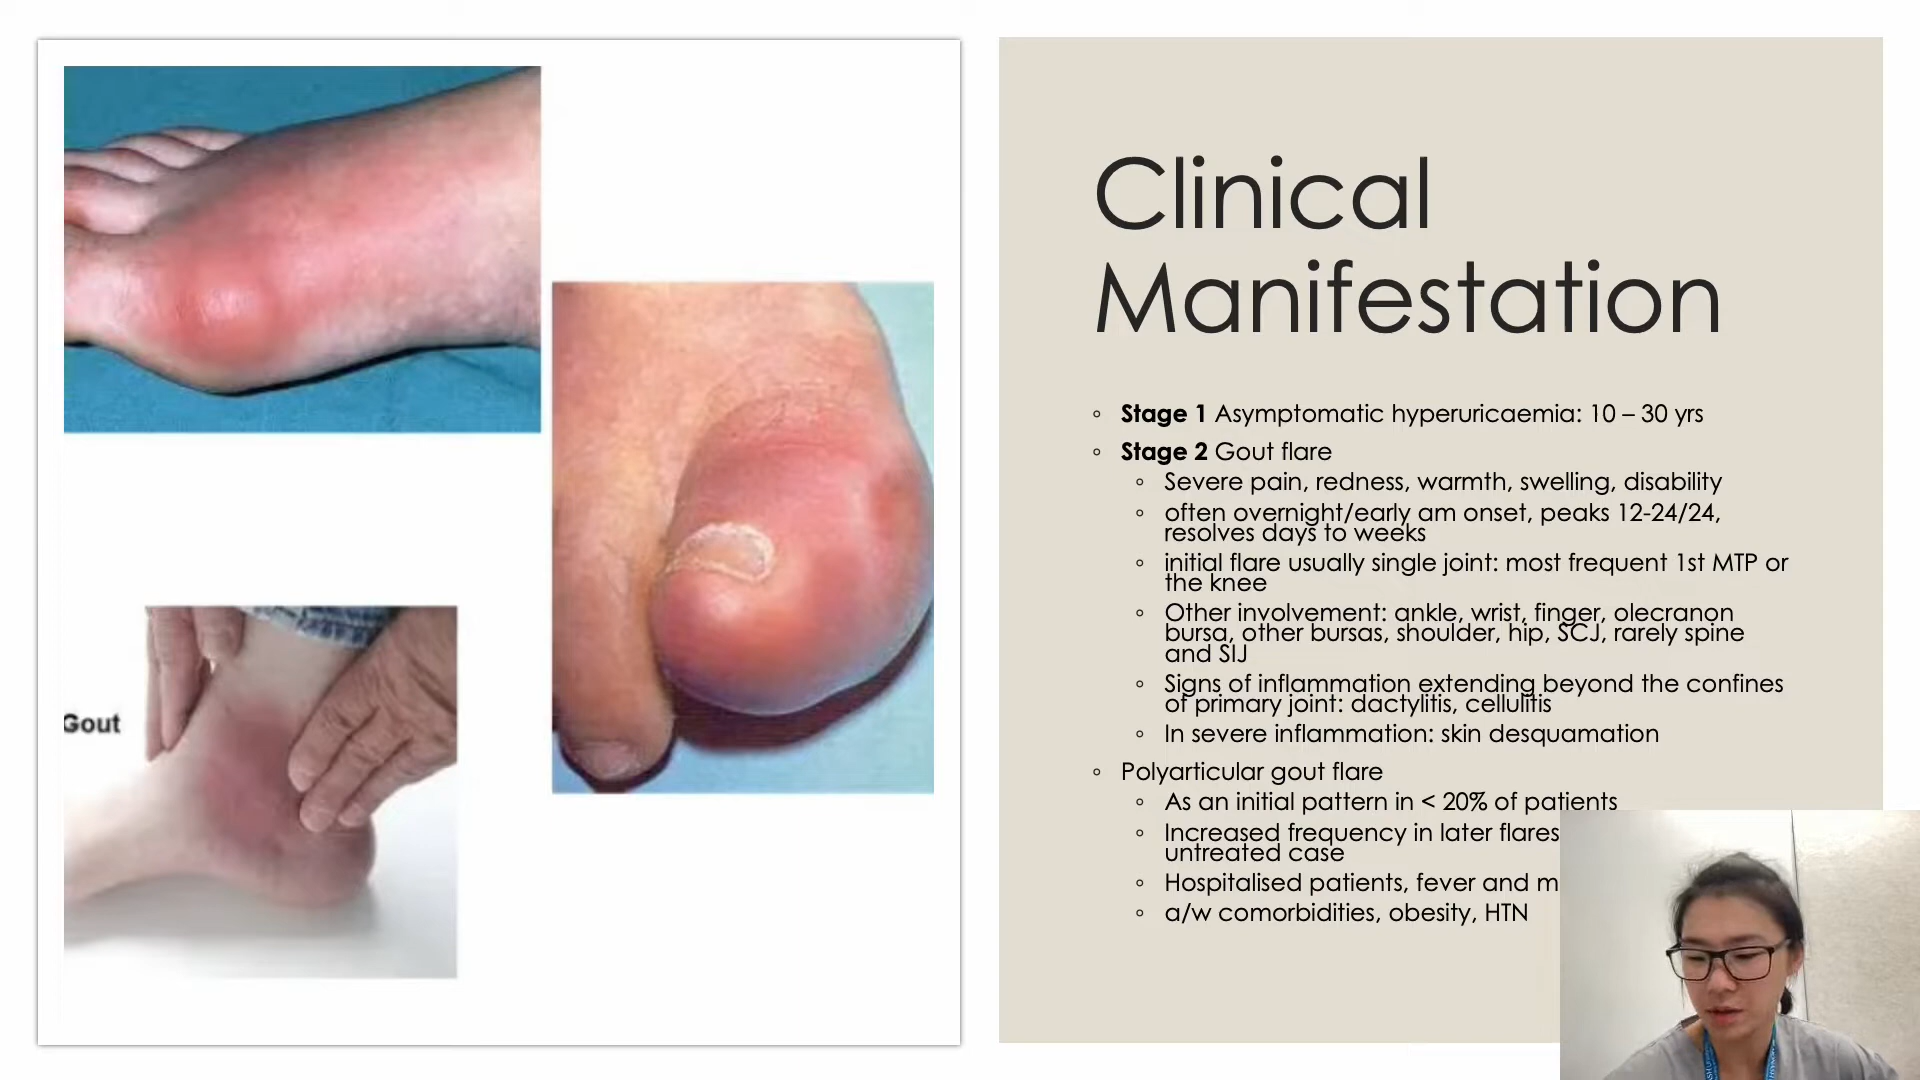 Clinical
Manifestation
◦ Stage 1 Asymptomatic hyperuricaemia: 10 – 30 yrs
◦ Stage 2 Gout flare
◦ Severe pain, redness, warmth, swelling, disability
◦ often overnight/early am onset, peaks 12-24/24,
resolves days to weeks
◦ initial flare usually single joint: most frequent 1st MTP or
the knee
◦ Other involvement: ankle, wrist, finger, olecranon
bursa, other bursas, shoulder, hip, SCJ, rarely spine
and SIJ
◦ Signs of inflammation extending beyond the confines
of primary joint: dactylitis, cellulitis
◦ In severe inflammation: skin desquamation
◦ Polyarticular gout flare
◦ As an initial pattern in < 20% of patients
◦ Increased frequency in later flares
untreated case
◦ Hospitalised patients, fever and
◦ a/w comorbidities, obesity, HTN
Gout